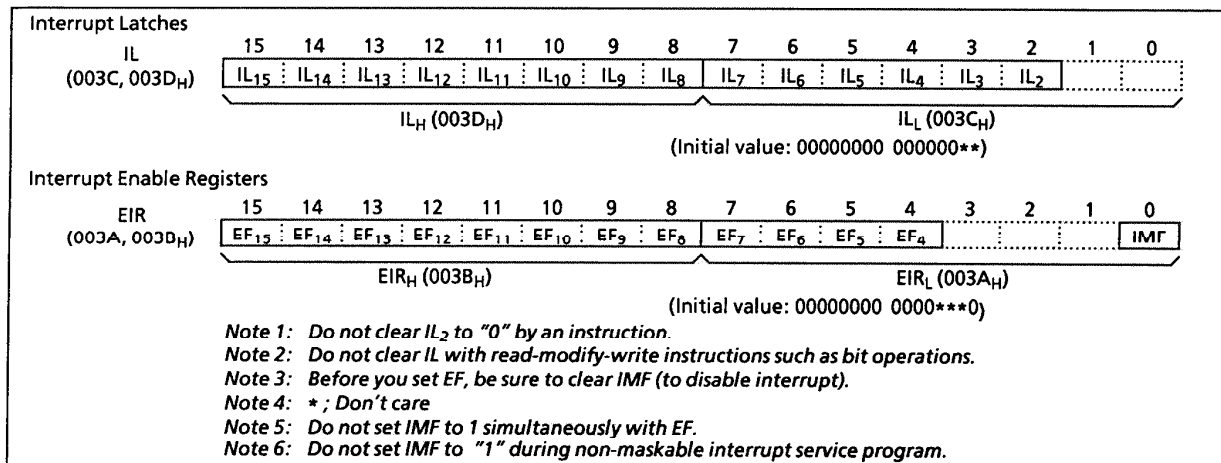 Interrupt Latches
IL 15 14 13 12 11 10 9 8 7 6 5 4 3 2 1 0
(003C, 003DH) IL15 IL14 IL13 IL12 IL11 IL10 IL9 IL8 IL7 IL6 IL5 IL4 IL3 IL2
ILH (003DH) ILL (003CH)
(Initial value: 00000000 000000**)
Interrupt Enable Registers
EIR 15 14 13 12 11 10 9 8 7 6 5 4 3 2 1 0
(003A, 003BH) EF15 EF14 EF13 EF12 EF11 EF10 EF9 EF8 EF7 EF6 EF5 EF4 IMF
EIRH (003BH) EIRL (003AH)
(Initial value: 00000000 0000***0)
Note 1: Do not clear IL2 to "0" by an instruction.
Note 2: Do not clear IL with read-modify-write instructions such as bit operations.
Note 3: Before you set EF, be sure to clear IMF (to disable interrupt).
Note 4: * ; Don't care
Note 5: Do not set IMF to 1 simultaneously with EF.
Note 6: Do not set IMF to "1" during non-maskable interrupt service program.